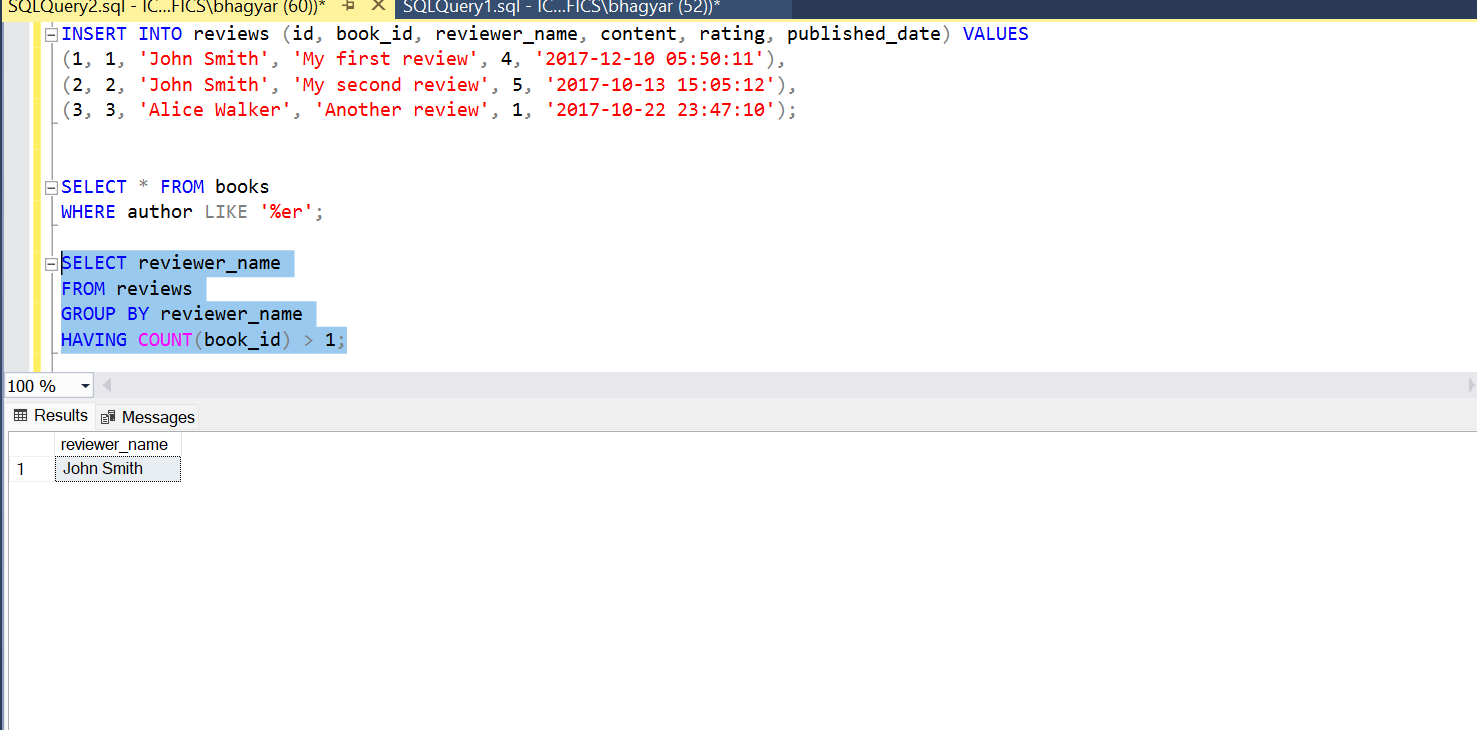 SQLQuery2.sql - IC...FICS\bhagyar (60))* SQLQuery1.sql - IC...FICS\bhagyar (52))*
INSERT INTO reviews (id, book_id, reviewer_name, content, rating, published_date) VALUES
(1, 1, 'John Smith', 'My first review', 4, '2017-12-10 05:50:11'),
(2, 2, 'John Smith', 'My second review', 5, '2017-10-13 15:05:12'),
(3, 3, 'Alice Walker', 'Another review', 1, '2017-10-22 23:47:10');
SELECT * FROM books
WHERE author LIKE '%er';
SELECT reviewer_name
FROM reviews
GROUP BY reviewer_name
HAVING COUNT(book_id) > 1;
100 %
Results Messages
reviewer_name
1 John Smith